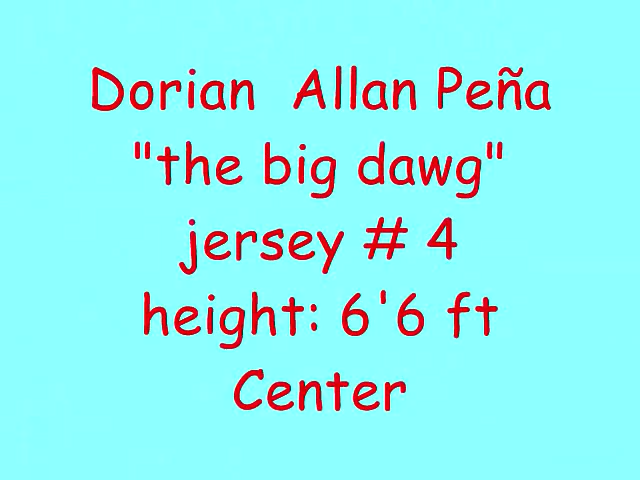 Dorian  Allan Peña
"the big dawg"
jersey # 4
height: 6'6 ft
Center